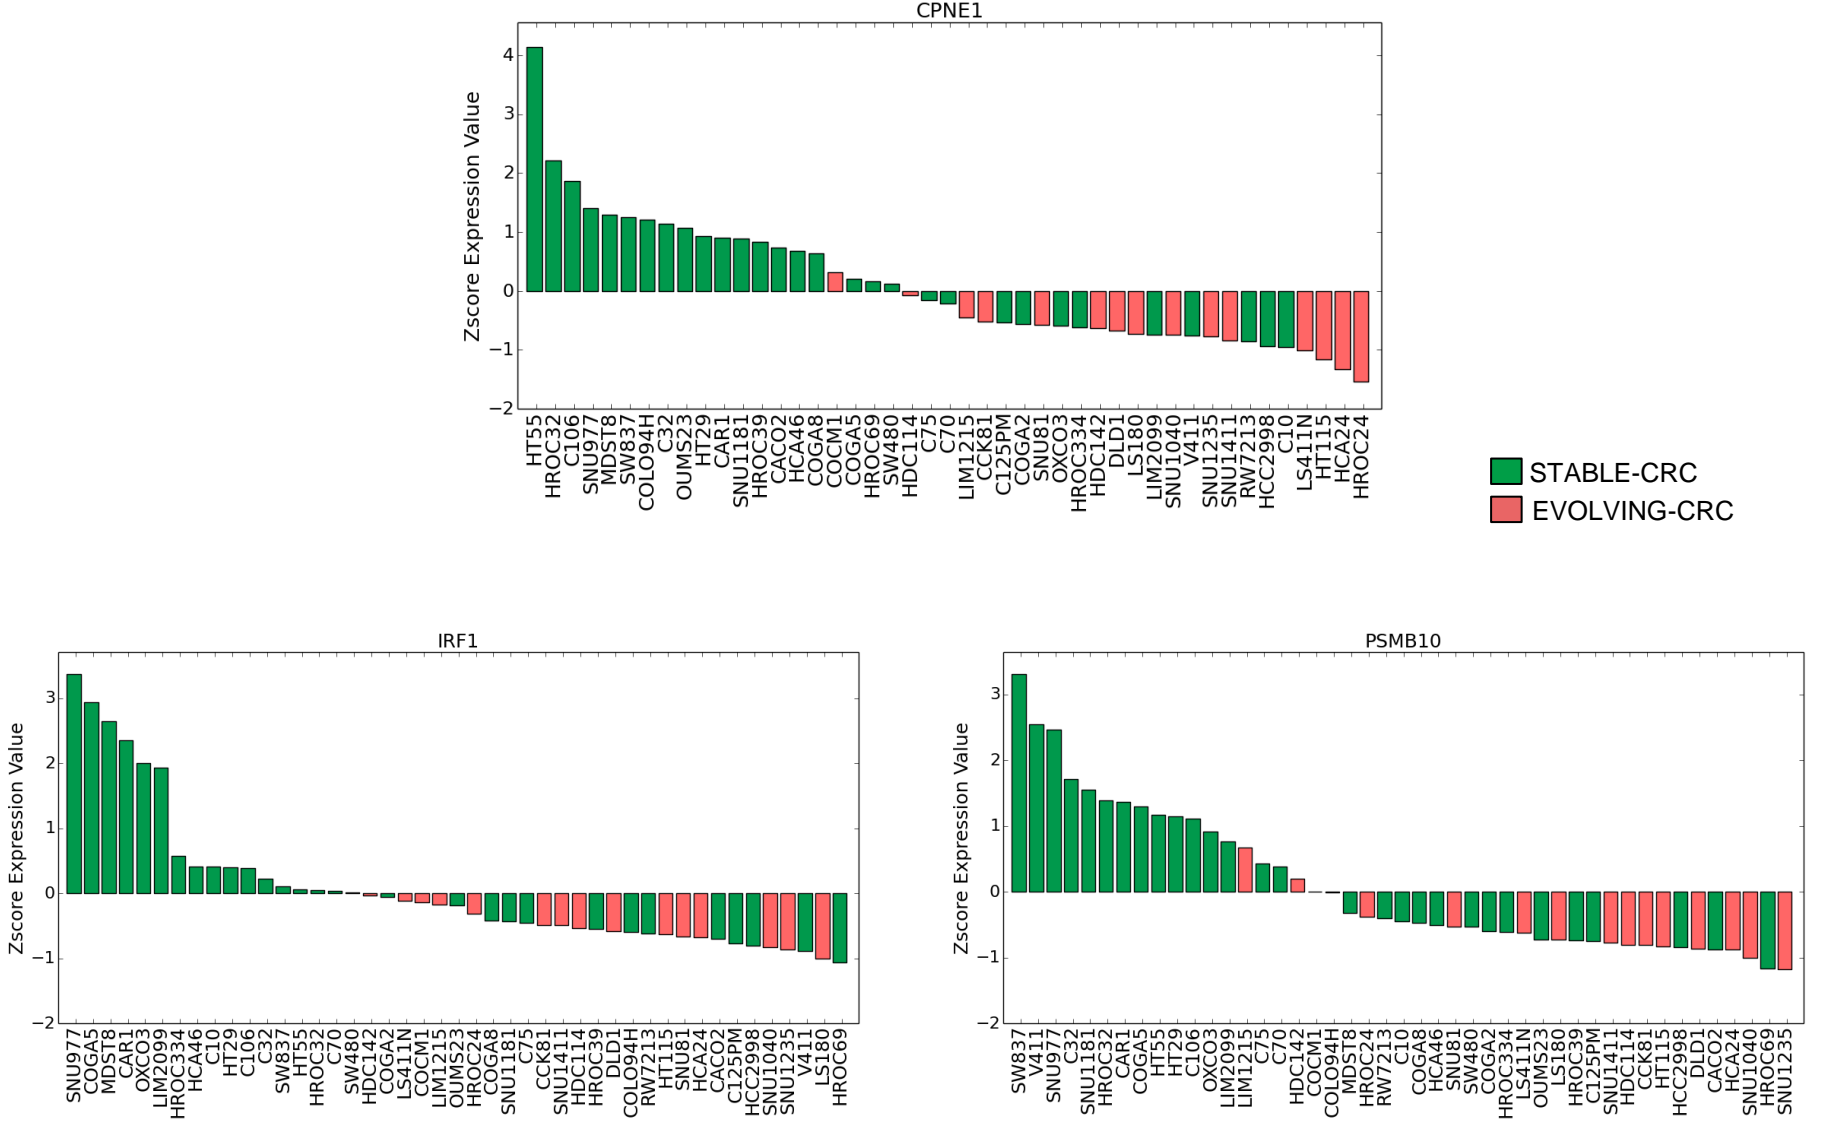 CPNE1
Zscore Expression Value
4
3
2
1
0
−1
−2
HT55 HROC32 C106 SNU977 MDST8 SW837 COLO94H C32 OUMS23 HT29 CAR1 SNU1181 HROC39 CACO2 HCA46 COGA8 COCM1 COGA5 HROC69 SW480 HDC114 C75 C70 LIM1215 CCK81 C125PM COGA2 SNU81 OXCO3 HROC334 HDC142 DLD1 LS180 LIM2099 SNU1040 V411 SNU1235 SNU1411 RW7213 HCC2998 C10 LS411N HT115 HCA24 HROC24
STABLE-CRC
EVOLVING-CRC
IRF1
Zscore Expression Value
3
2
1
0
−1
−2
SNU977 COGA5 MDST8 CAR1 OXCO3 LIM2099 HROC334 HCA46 C10 HT29 C106 C32 SW837 HT55 HROC32 C70 SW480 HDC142 COGA2 LS411N COCM1 LIM1215 OUMS23 HROC24 COGA8 SNU1181 C75 CCK81 SNU1411 HDC114 HROC39 DLD1 COLO94H RW7213 HT115 SNU81 HCA24 CACO2 C125PM HCC2998 SNU1040 SNU1235 V411 LS180 HROC69
PSMB10
Zscore Expression Value
3
2
1
0
−1
−2
SW837 V411 SNU977 C32 SNU1181 HROC32 CAR1 COGA5 HT55 HT29 C106 OXCO3 LIM2099 LIM1215 C75 C70 HDC142 COCM1 COLO94H MDST8 HROC24 RW7213 C10 COGA8 HCA46 SNU81 SW480 COGA2 HROC334 LS411N OUMS23 LS180 HROC39 C125PM SNU1411 HDC114 CCK81 HT115 HCC2998 DLD1 CACO2 HCA24 SNU1040 HROC69 SNU1235